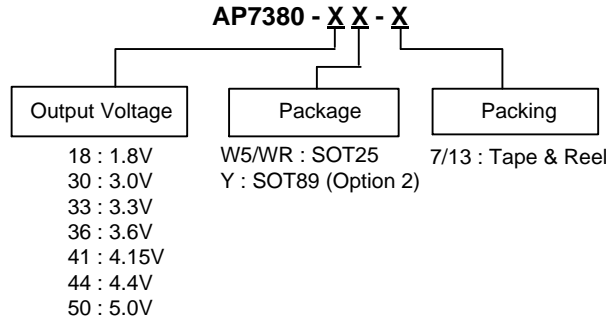 AP7380 - X X - X
Output Voltage
18 : 1.8V
30 : 3.0V
33 : 3.3V
36 : 3.6V
41 : 4.15V
44 : 4.4V
50 : 5.0V
Package
W5/WR : SOT25
Y : SOT89 (Option 2)
Packing
7/13 : Tape & Reel